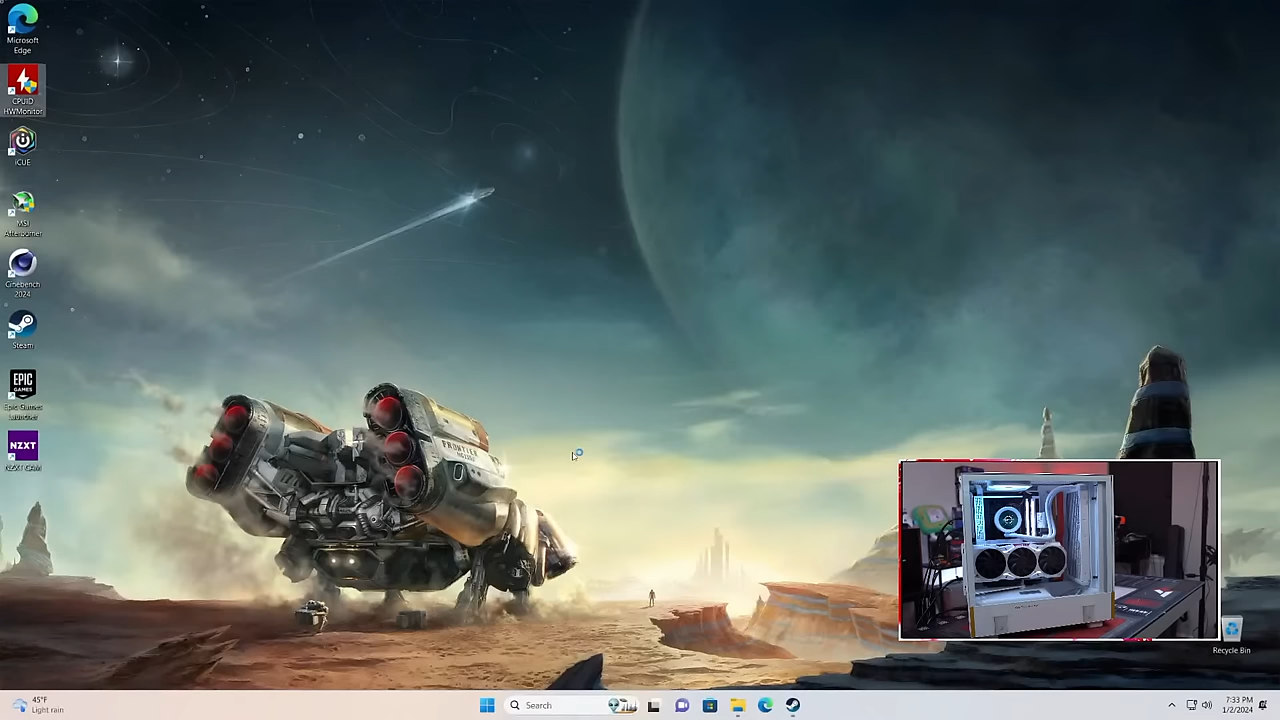 Microsoft
Edge
CPUID
HWMonitor
iCUE
MSI
Afterburner
Cinebench
2024
Steam
EPIC
GAMES
Epic Games
Launcher
NZXT
NZXT CAM
FRONTIER
Recycle Bin
45°F
Light rain
Search
7:33 PM
1/2/2024